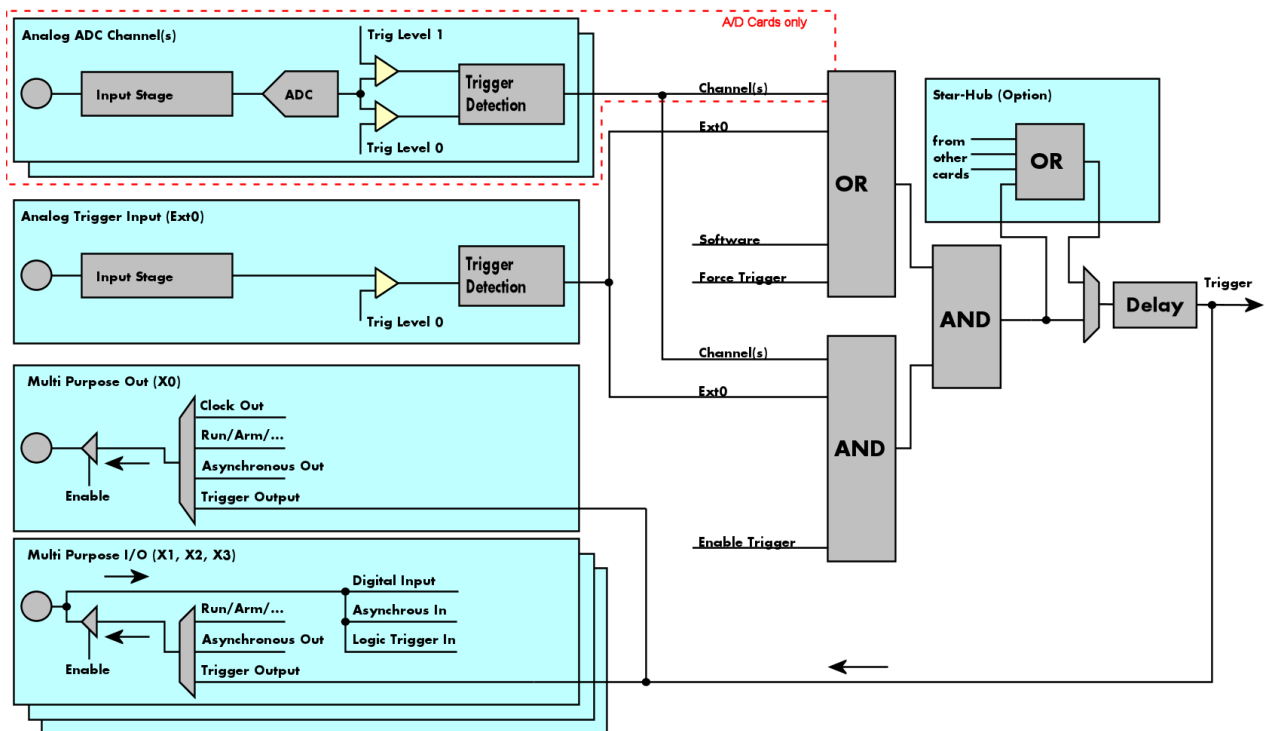 A/D Cards only
Analog ADC Channel(s)
Trig Level 1
Input Stage
ADC
Trigger
Detection
Trig Level 0
Channel(s)
Ext0
Software
Force Trigger
OR
Star-Hub (Option)
from
other
cards
OR
Analog Trigger Input (Ext0)
Input Stage
Trigger
Detection
Trig Level 0
AND
Delay
Trigger
Channel(s)
Ext0
AND
Enable Trigger
Multi Purpose Out (X0)
Clock Out
Run/Arm/...
Asynchronous Out
Trigger Output
Enable
Multi Purpose I/O (X1, X2, X3)
Digital Input
Run/Arm/...
Asynchrous In
Asynchronous Out
Logic Trigger In
Trigger Output
Enable